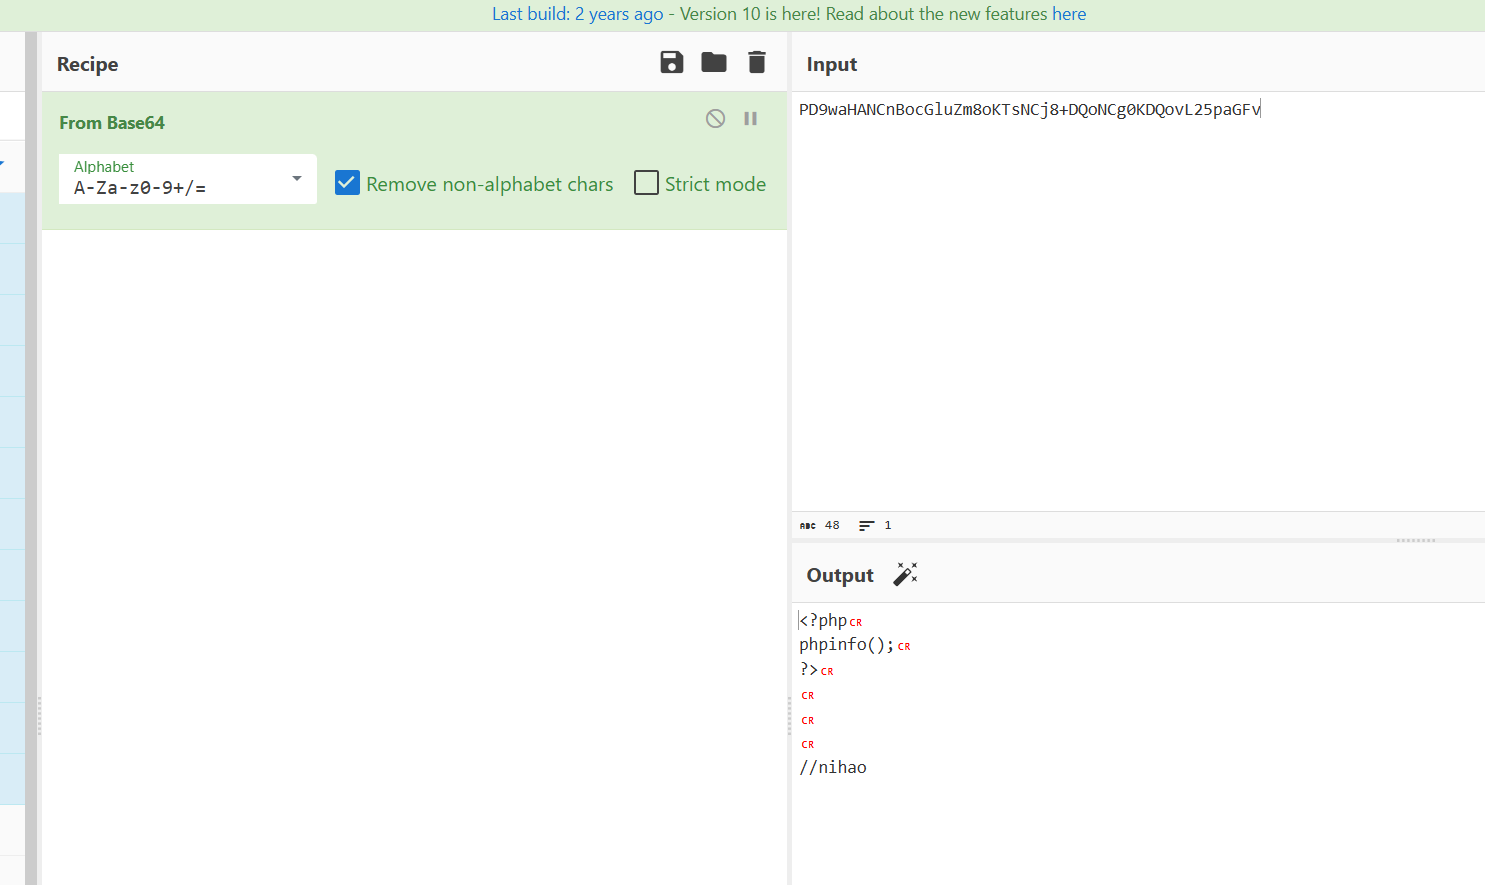 Last build: 2 years ago - Version 10 is here! Read about the new features here
Recipe
From Base64
Alphabet
A-Za-z0-9+/=
Remove non-alphabet chars
Strict mode
Input
PD9waHANCnBocGluZm8oKTsNCj8+DQoNCg0KDQovL25paGFv
ABC 48 1
Output
<?phpCR
phpinfo();CR
?>CR
CR
CR
CR
//nihao